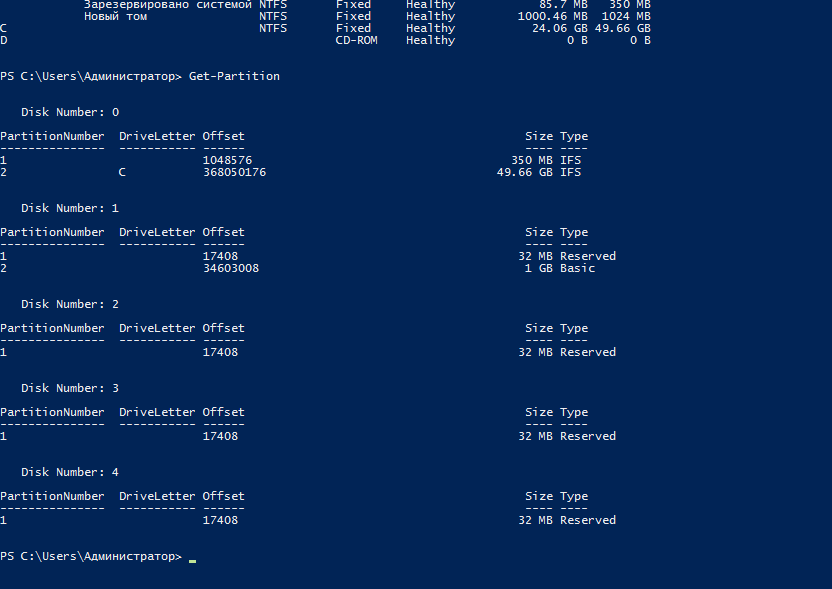 Зарезервировано системой NTFS Fixed Healthy 85.7 MB 350 MB
Новый том NTFS Fixed Healthy 1000.46 MB 1024 MB
C NTFS Fixed Healthy 24.06 GB 49.66 GB
D CD-ROM Healthy 0 B 0 B
PS C:\Users\Администратор> Get-Partition
Disk Number: 0
PartitionNumber DriveLetter Offset Size Type
--------------- ----------- ------ ---- ----
1 1048576 350 MB IFS
2 C 368050176 49.66 GB IFS
Disk Number: 1
PartitionNumber DriveLetter Offset Size Type
--------------- ----------- ------ ---- ----
1 17408 32 MB Reserved
2 34603008 1 GB Basic
Disk Number: 2
PartitionNumber DriveLetter Offset Size Type
--------------- ----------- ------ ---- ----
1 17408 32 MB Reserved
Disk Number: 3
PartitionNumber DriveLetter Offset Size Type
--------------- ----------- ------ ---- ----
1 17408 32 MB Reserved
Disk Number: 4
PartitionNumber DriveLetter Offset Size Type
--------------- ----------- ------ ---- ----
1 17408 32 MB Reserved
PS C:\Users\Администратор> _